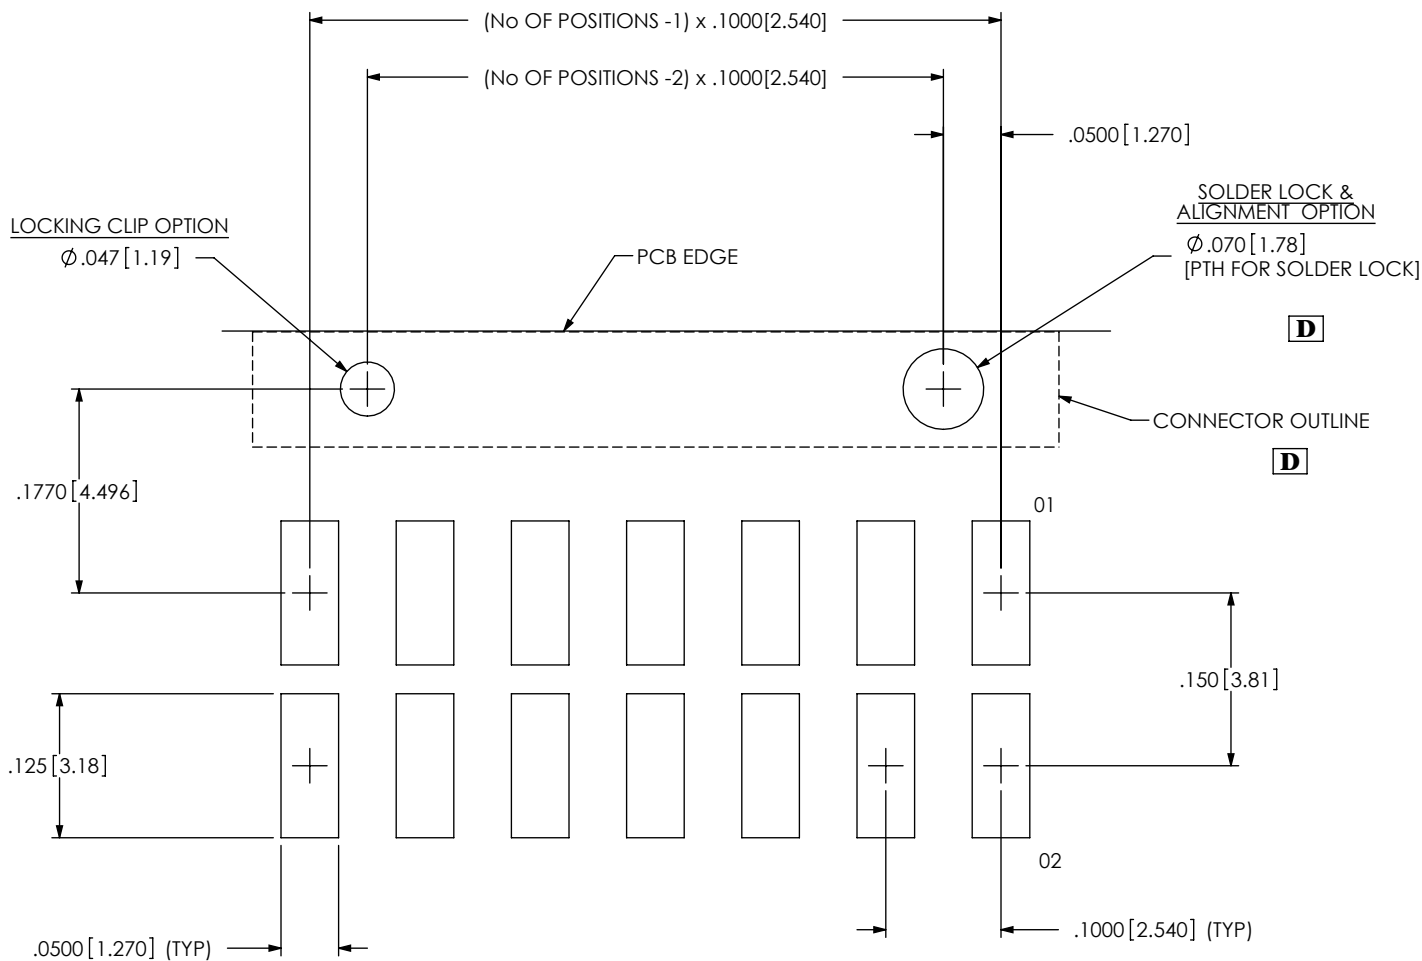 (No OF POSITIONS -1) x .1000[2.540]
(No OF POSITIONS -2) x .1000[2.540]
.0500[1.270]
SOLDER LOCK &
ALIGNMENT OPTION
Ø.070[1.78]
[PTH FOR SOLDER LOCK]
LOCKING CLIP OPTION
Ø.047[1.19]
PCB EDGE
D
CONNECTOR OUTLINE
D
.1770[4.496]
01
.150[3.81]
.125[3.18]
02
.0500[1.270] (TYP)
.1000[2.540] (TYP)